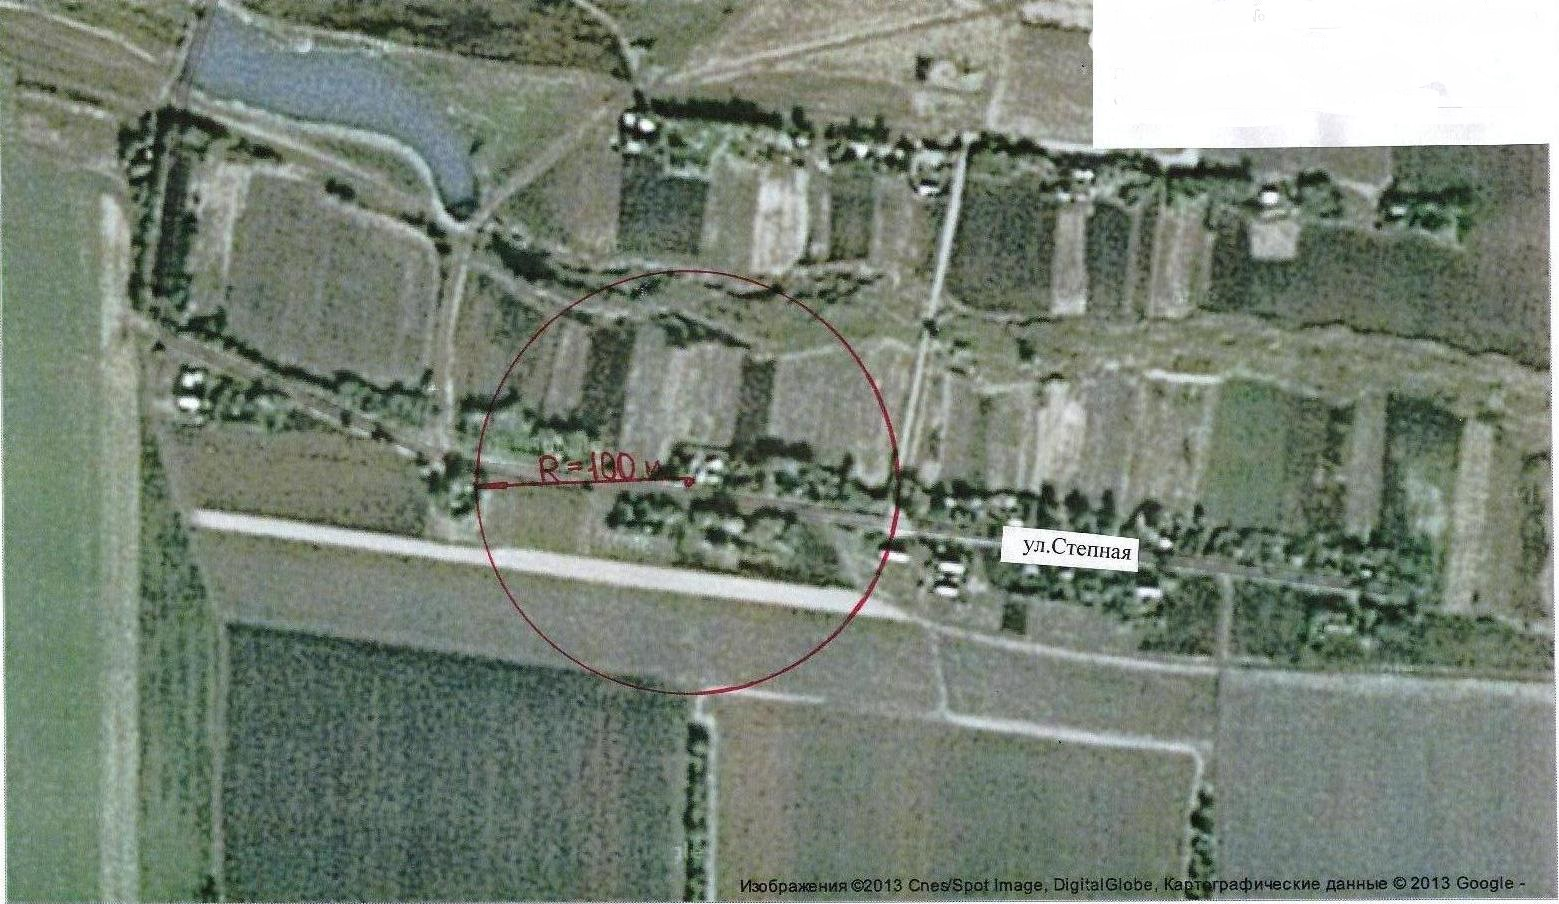 R=100 м
ул.Степная
Изображения ©2013 Cnes/Spot Image, DigitalGlobe, Картографические данные © 2013 Google -